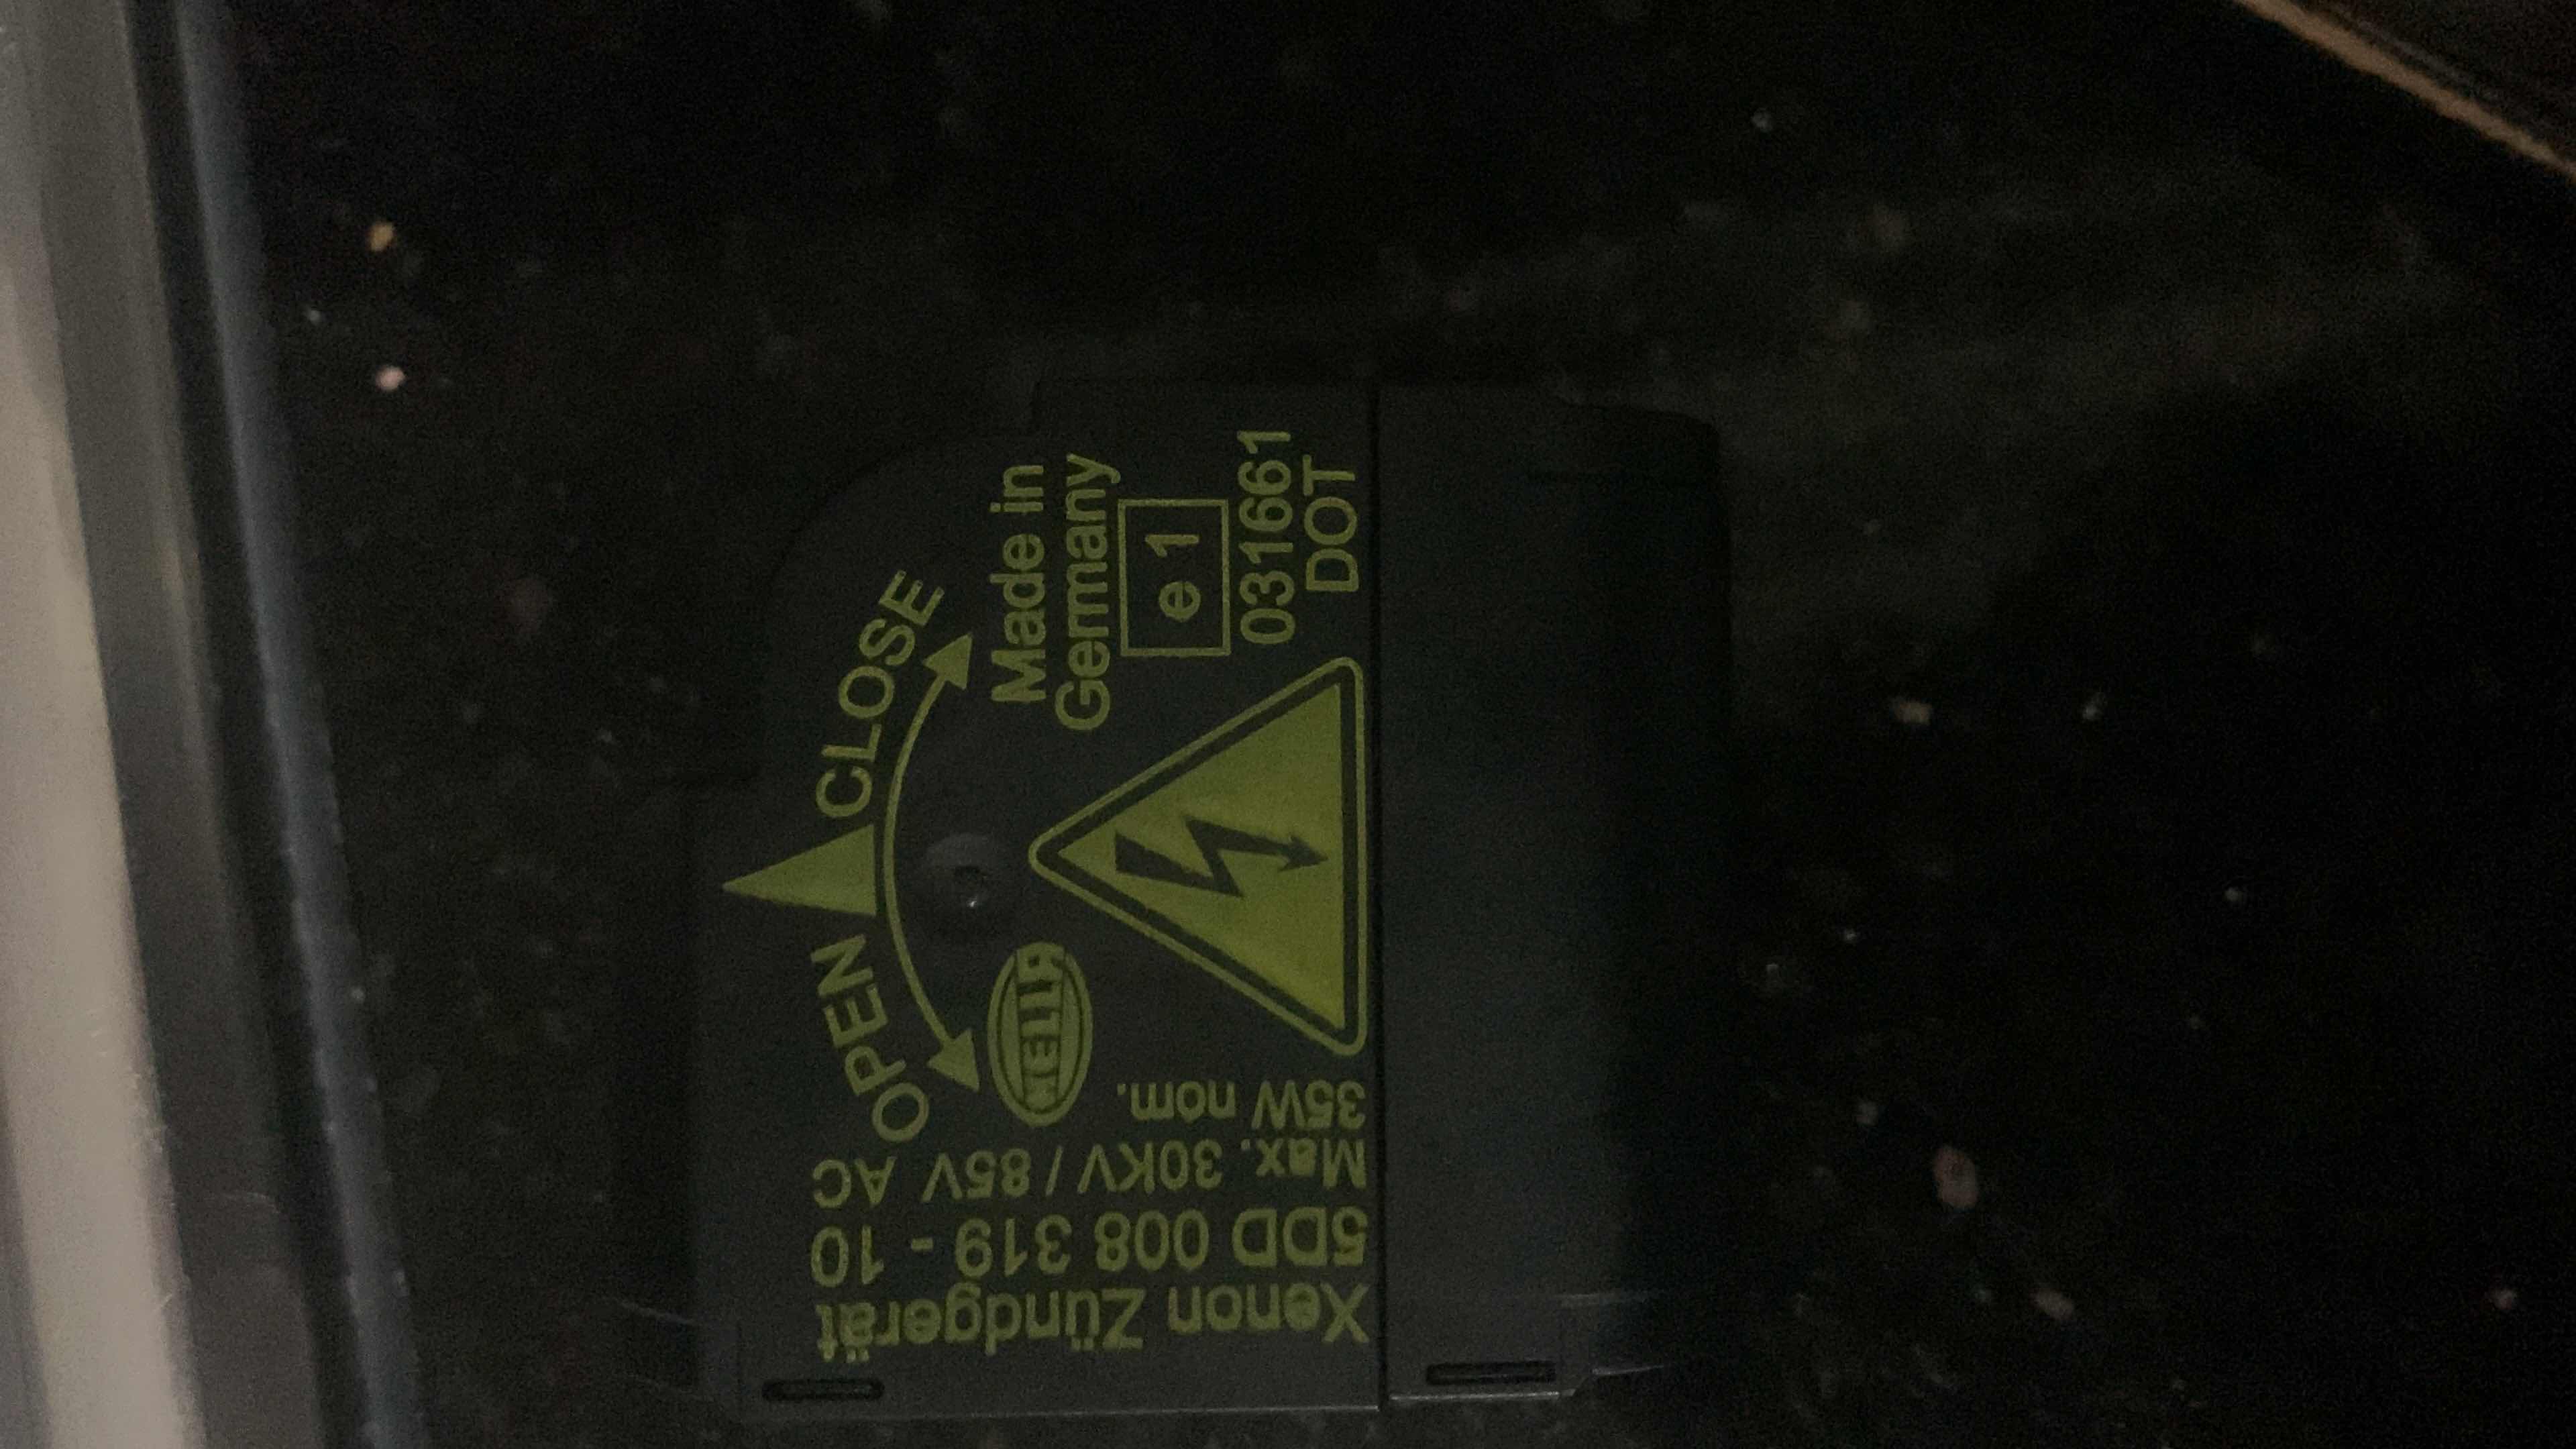 OPEN CLOSE
HELLA
Made in
Germany
e 1
031661
DOT
Xenon Zündgerät
5DD 008 319 - 10
Max. 30KV / 85V AC
35W nom.